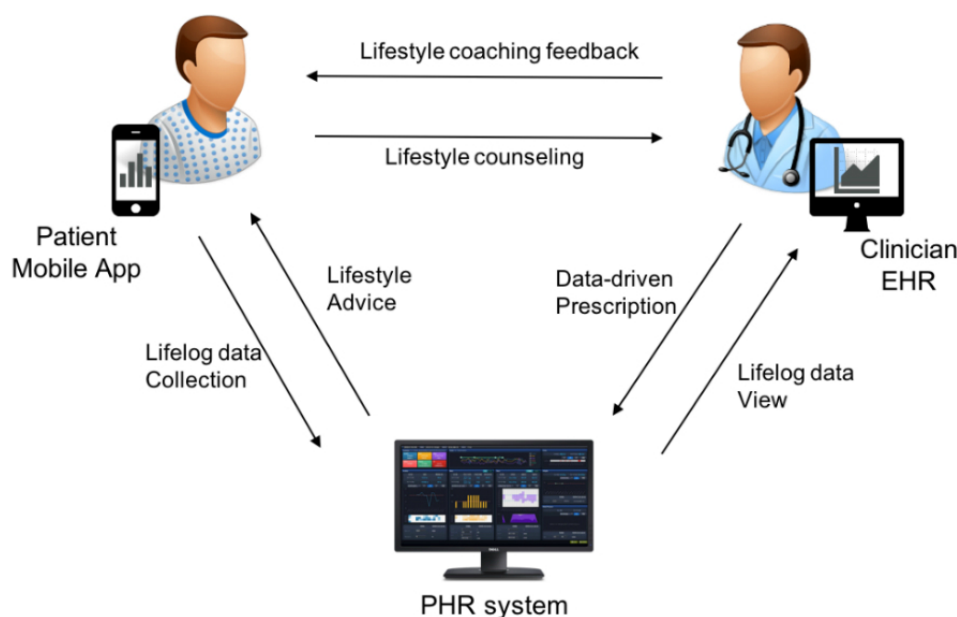 Lifestyle coaching feedback
Lifestyle counseling
Patient
Mobile App
Clinician
EHR
Lifestyle
Advice
Data-driven
Prescription
Lifelog data
Collection
Lifelog data
View
PHR system